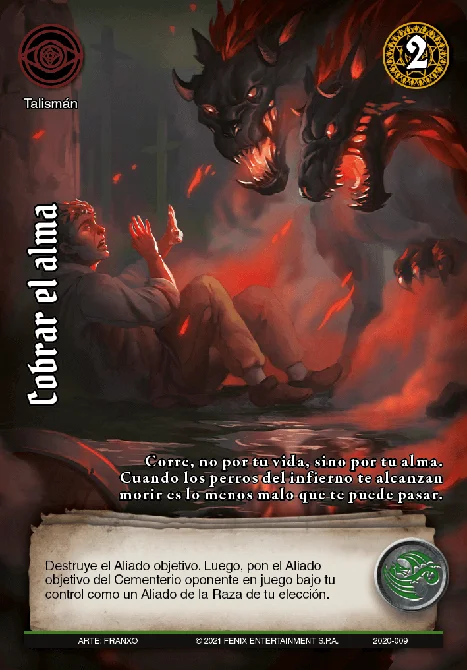 2
Talismán
Cobrar el alma
Corre, no por tu vida, sino por tu alma.
Cuando los perros del infierno te alcanzan
morir es lo menos malo que te puede pasar.
Destruye el Aliado objetivo. Luego, pon el Aliado
objetivo del Cementerio oponente en juego bajo tu
control como un Aliado de la Raza de tu elección.
ARTE: FRANXO © 2021 FENIX ENTERTAINMENT S.P.A. 2020-009